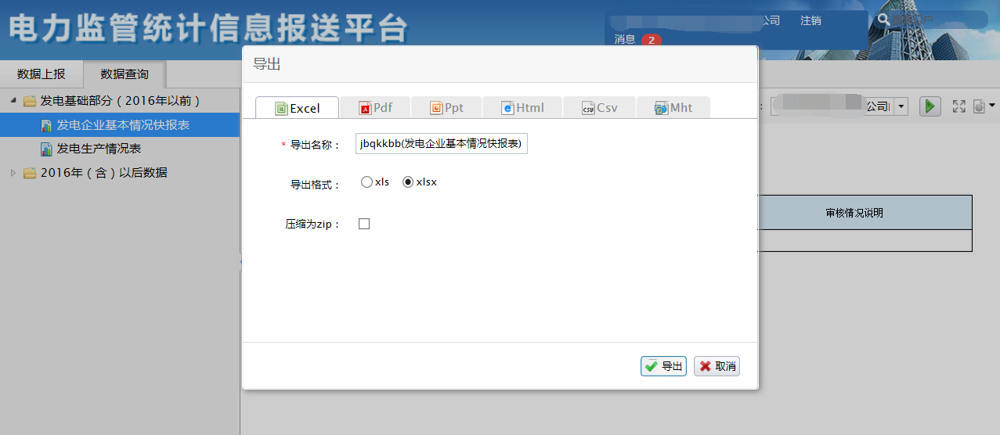 电力监管统计信息报送平台
公司 注销
消息 2
数据上报 数据查询
导出
发电基础部分（2016年以前）
发电企业基本情况快报表
发电生产情况表
2016年（含）以后数据
Excel Pdf Ppt Html Csv Mht
公司
* 导出名称： jbqkkbb(发电企业基本情况快报表)
导出格式： xls xlsx
压缩为zip：
审核情况说明
导出 取消